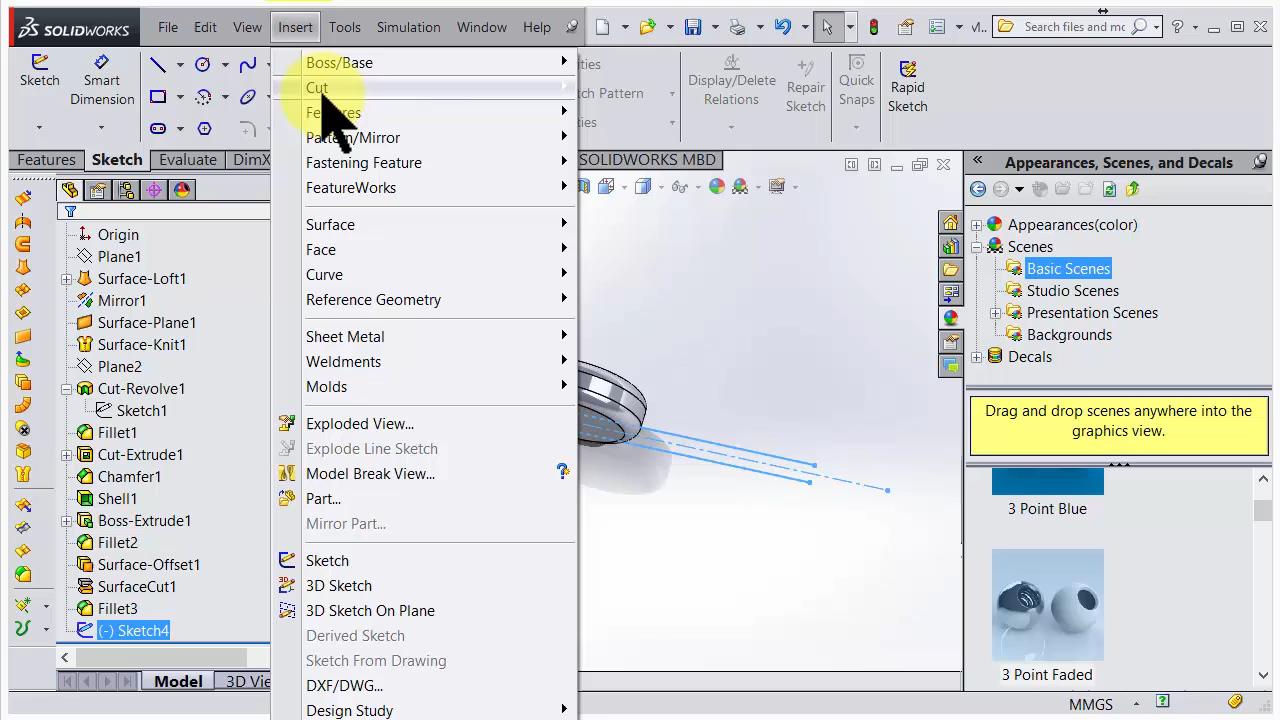 SOLIDWORKS
File Edit View Insert Tools Simulation Window Help
Search files and mo
Sketch
Smart Dimension
Display/Delete Relations
Repair Sketch
Quick Snaps
Rapid Sketch
ketch Pattern
Features Sketch Evaluate DimX
SOLIDWORKS MBD
Boss/Base
Cut
Pattern/Mirror
Fastening Feature
FeatureWorks
Surface
Face
Curve
Reference Geometry
Sheet Metal
Weldments
Molds
Exploded View...
Explode Line Sketch
Model Break View...
Part...
Mirror Part...
Sketch
3D Sketch
3D Sketch On Plane
Derived Sketch
Sketch From Drawing
DXF/DWG...
Design Study
Origin
Plane1
Surface-Loft1
Mirror1
Surface-Plane1
Surface-Knit1
Plane2
Cut-Revolve1
Sketch1
Fillet1
Cut-Extrude1
Chamfer1
Shell1
Boss-Extrude1
Fillet2
Surface-Offset1
SurfaceCut1
Fillet3
(-) Sketch4
Model 3D Vie
Appearances, Scenes, and Decals
Appearances(color)
Scenes
Basic Scenes
Studio Scenes
Presentation Scenes
Backgrounds
Decals
Drag and drop scenes anywhere into the
graphics view.
3 Point Blue
3 Point Faded
MMGS